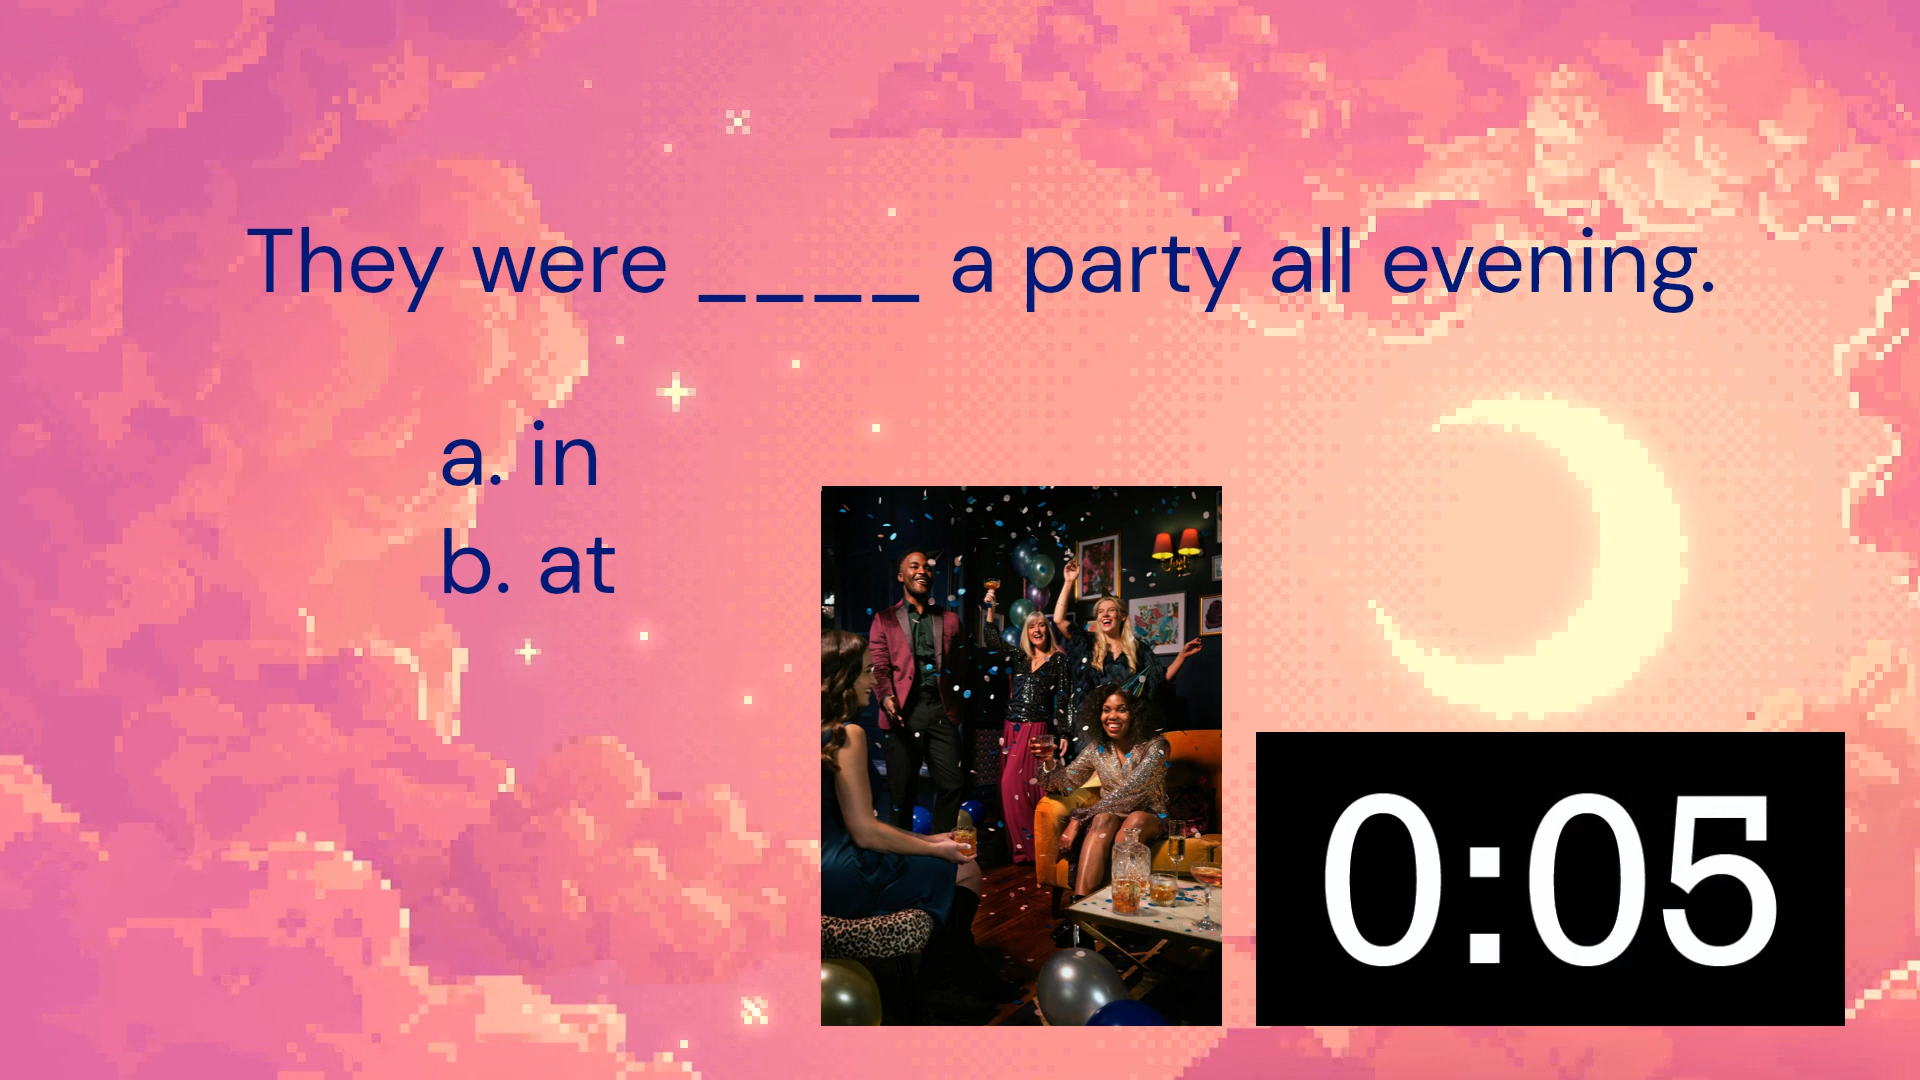 They were ____ a party all evening.
a. in
b. at
0:05